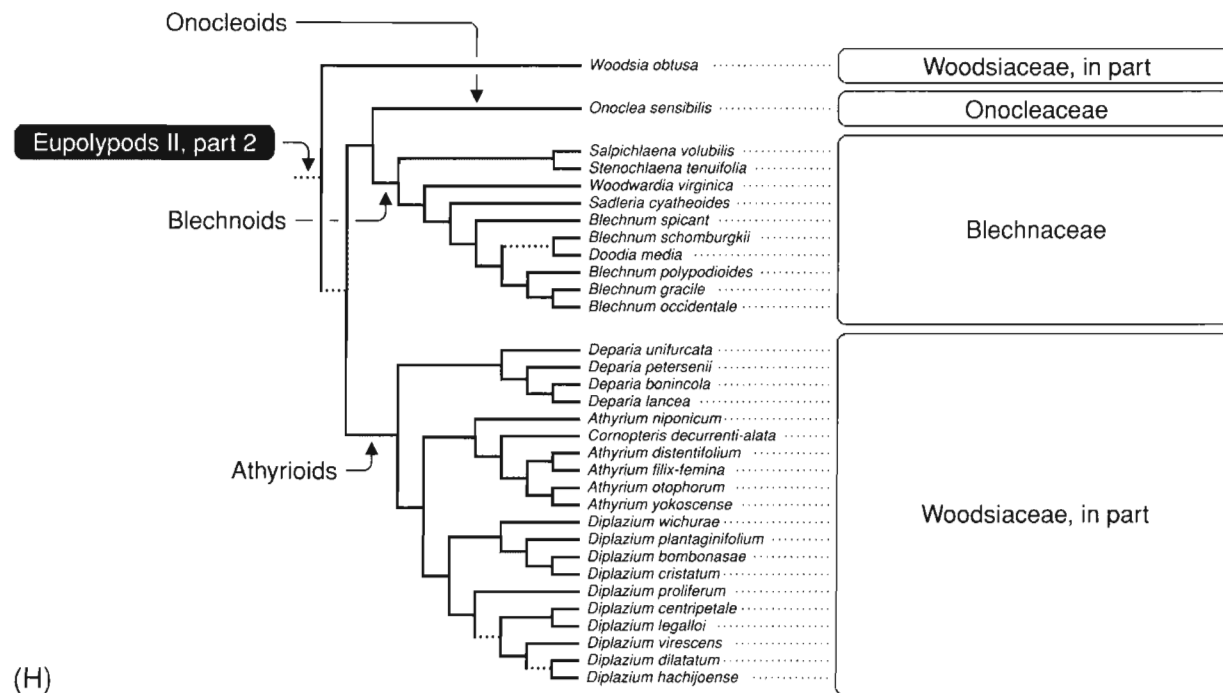 Onocleoids
Woodsia obtusa
Woodsiaceae, in part
Onoclea sensibilis
Onocleaceae
Eupolypods II, part 2
Salpichlaena volubilis
Stenochlaena tenuifolia
Woodwardia virginica
Sadleria cyatheoides
Blechnoids
Blechnum spicant
Blechnaceae
Blechnum schomburgkii
Doodia media
Blechnum polypodioides
Blechnum gracile
Blechnum occidentale
Deparia unifurcata
Deparia petersenii
Deparia bonincola
Deparia lancea
Athyrium niponicum
Cornopteris decurrenti-alata
Athyrium distentifolium
Athyrioids
Athyrium filix-femina
Athyrium otophorum
Athyrium yokoscense
Woodsiaceae, in part
Diplazium wichurae
Diplazium plantaginifolium
Diplazium bombonasae
Diplazium cristatum
Diplazium proliferum
Diplazium centripetale
Diplazium legalloi
Diplazium virescens
Diplazium dilatatum
Diplazium hachijoense
(H)